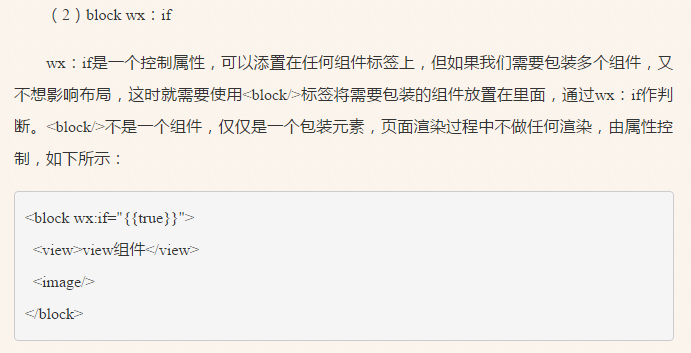 （2）block wx：if
wx：if是一个控制属性，可以添置在任何组件标签上，但如果我们需要包装多个组件，又
不想影响布局，这时就需要使用<block/>标签将需要包装的组件放置在里面，通过wx：if作判
断。<block/>不是一个组件，仅仅是一个包装元素，页面渲染过程中不做任何渲染，由属性控
制，如下所示：
<block wx:if="{{true}}">
<view>view组件</view>
<image/>
</block>